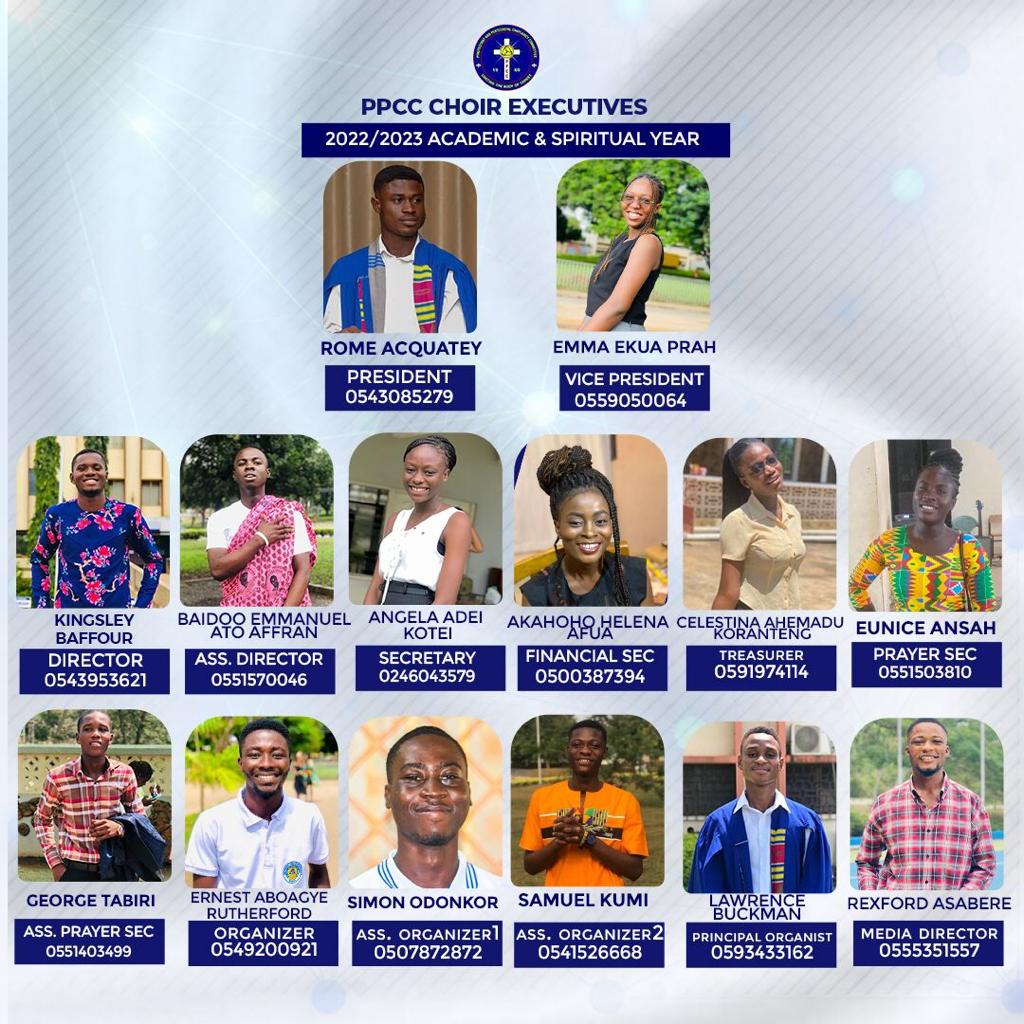 PPCC CHOIR EXECUTIVES
2022/2023 ACADEMIC & SPIRITUAL YEAR
ROME ACQUATEY
PRESIDENT
0543085279
EMMA EKUA PRAH
VICE PRESIDENT
0559050064
KINGSLEY
BAFFOUR
DIRECTOR
0543953621
BAIDOO EMMANUEL
ATO AFFRAN
ASS. DIRECTOR
0551570046
ANGELA ADEI
KOTEI
SECRETARY
0246043579
AKAHOHO HELENA
AFUA
FINANCIAL SEC
0500387394
CELESTINA AHEMADU
KORANTENG
TREASURER
0591974114
EUNICE ANSAH
PRAYER SEC
0551503810
GEORGE TABIRI
ASS. PRAYER SEC
0551403499
ERNEST ABOAGYE
RUTHERFORD
ORGANIZER
0549200921
SIMON ODONKOR
ASS. ORGANIZER1
0507872872
SAMUEL KUMI
ASS. ORGANIZER2
0541526668
LAWRENCE
BUCKMAN
PRINCIPAL ORGANIST
0593433162
REXFORD ASABERE
MEDIA DIRECTOR
0555351557